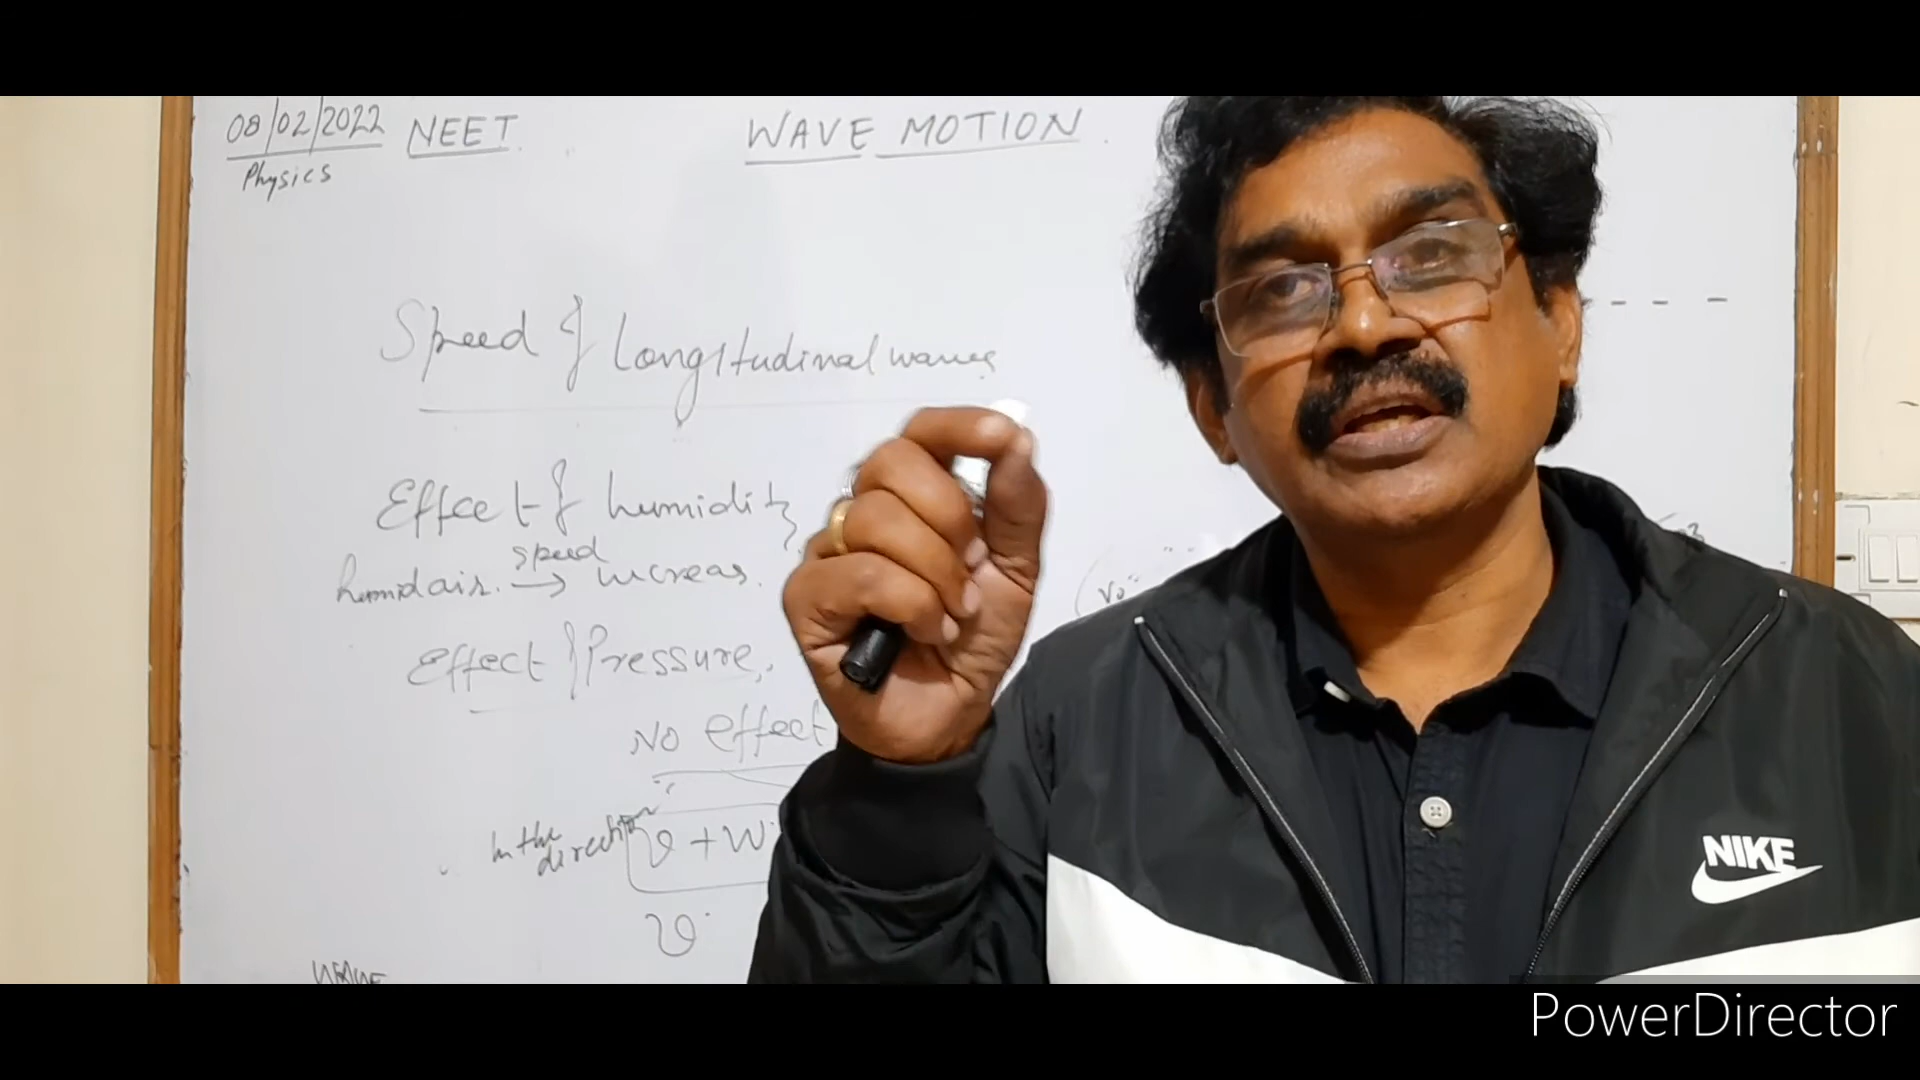 08/02/2022 NEET
WAVE MOTION
Physics
Speed of Longitudinal waves
Effect of humidity
speed
humid air. → increas.
Effect of Pressure,
No effect
In the
direction
v + w
v
NIKE
PowerDirector